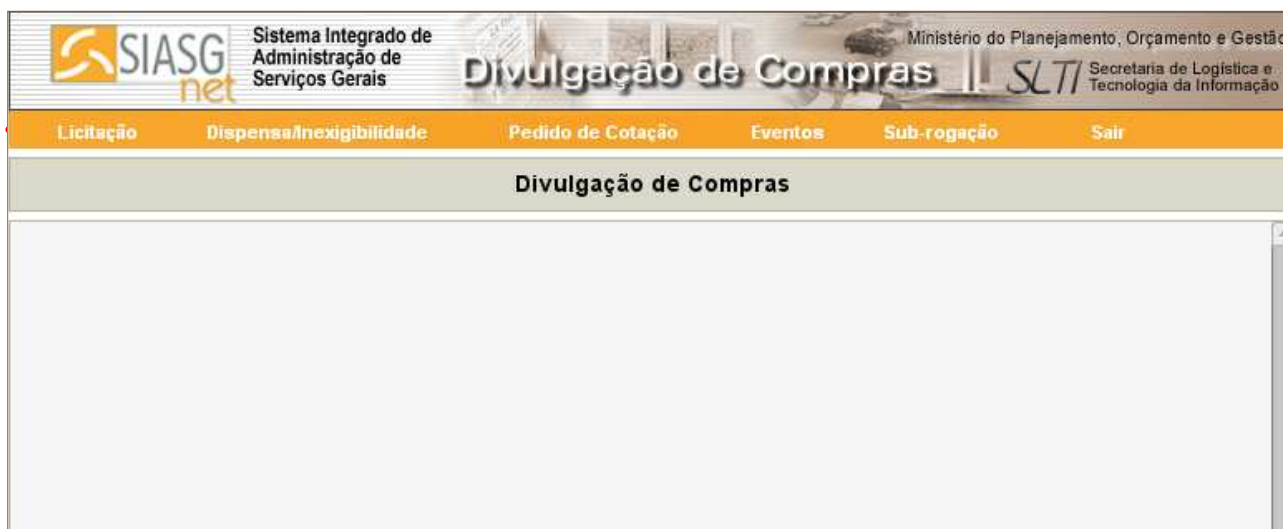 SIASG
net
Sistema Integrado de
Administração de
Serviços Gerais
Divulgação de Compras
Ministério do Planejamento, Orçamento e Gestão
SLTI
Secretaria de Logística e
Tecnologia da Informação
Licitação Dispensa/Inexigibilidade Pedido de Cotação Eventos Sub-rogação Sair
Divulgação de Compras